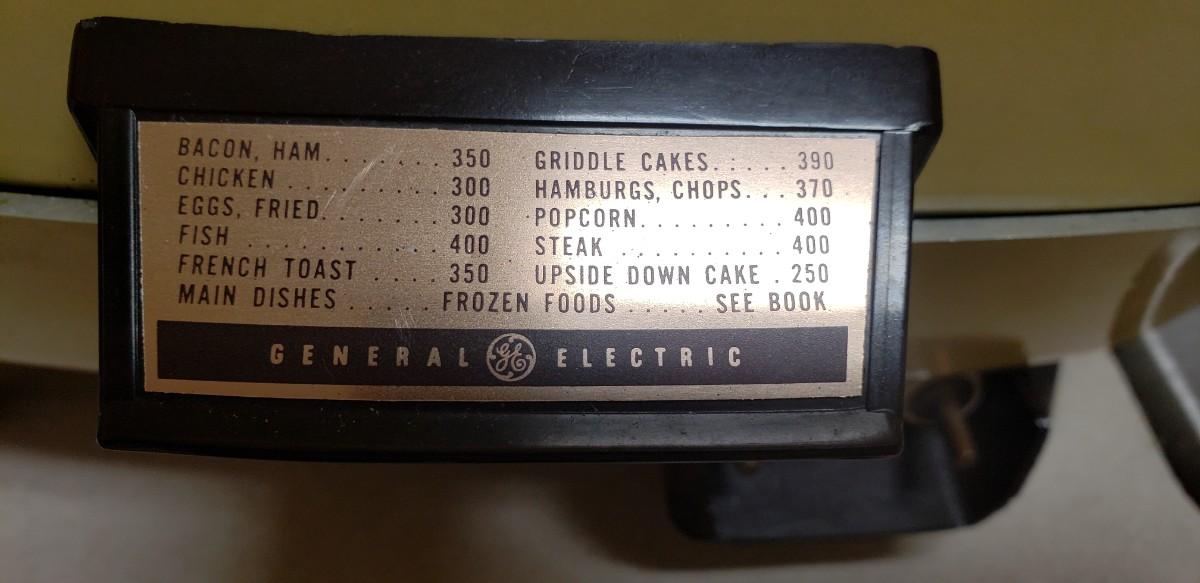 BACON, HAM. . . . . . . . 350
CHICKEN . . . . . . . . . . 300
EGGS, FRIED. . . . . . . . 300
FISH . . . . . . . . . . . . . 400
FRENCH TOAST . . . . 350
GRIDDLE CAKES. . . . . 390
HAMBURGS, CHOPS. . . 370
POPCORN. . . . . . . . . 400
STEAK . . . . . . . . . . . 400
UPSIDE DOWN CAKE . 250
MAIN DISHES . . . . . FROZEN FOODS . . . . . SEE BOOK
GENERAL GE ELECTRIC